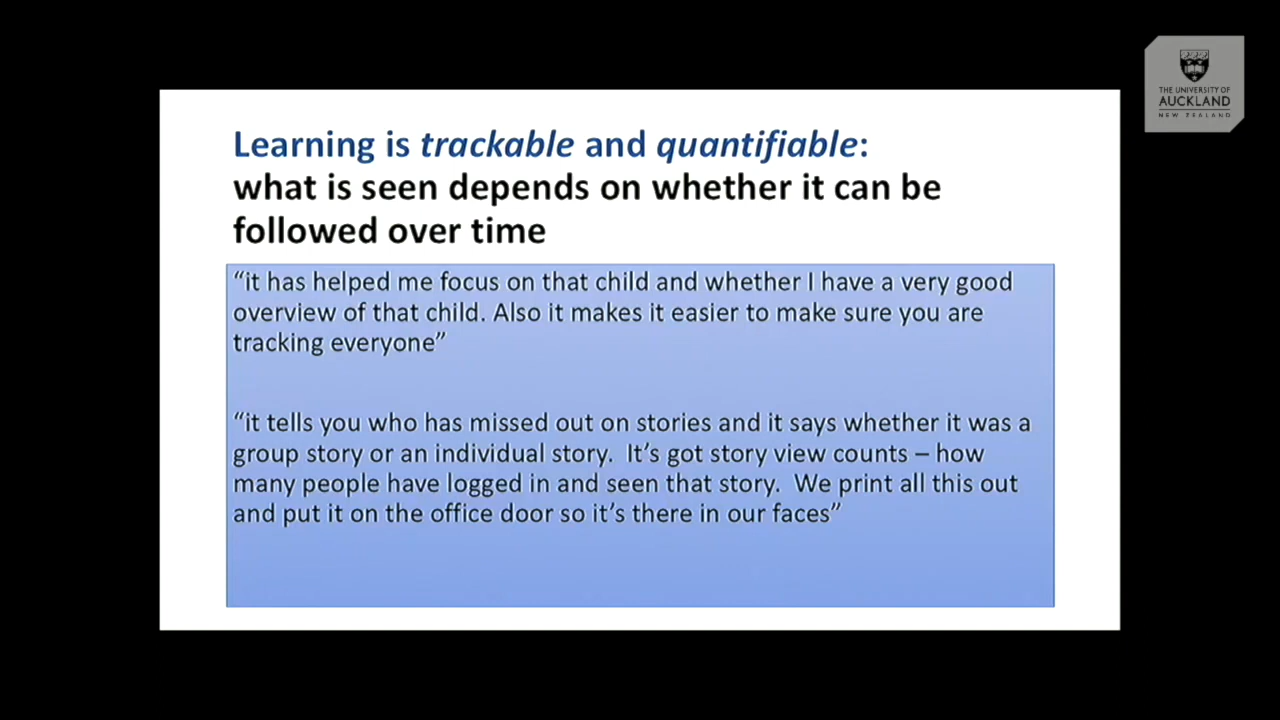 THE UNIVERSITY OF
AUCKLAND
NEW ZEALAND
Learning is trackable and quantifiable:
what is seen depends on whether it can be
followed over time
“it has helped me focus on that child and whether I have a very good
overview of that child. Also it makes it easier to make sure you are
tracking everyone”
“it tells you who has missed out on stories and it says whether it was a
group story or an individual story.  It’s got story view counts – how
many people have logged in and seen that story.  We print all this out
and put it on the office door so it’s there in our faces”